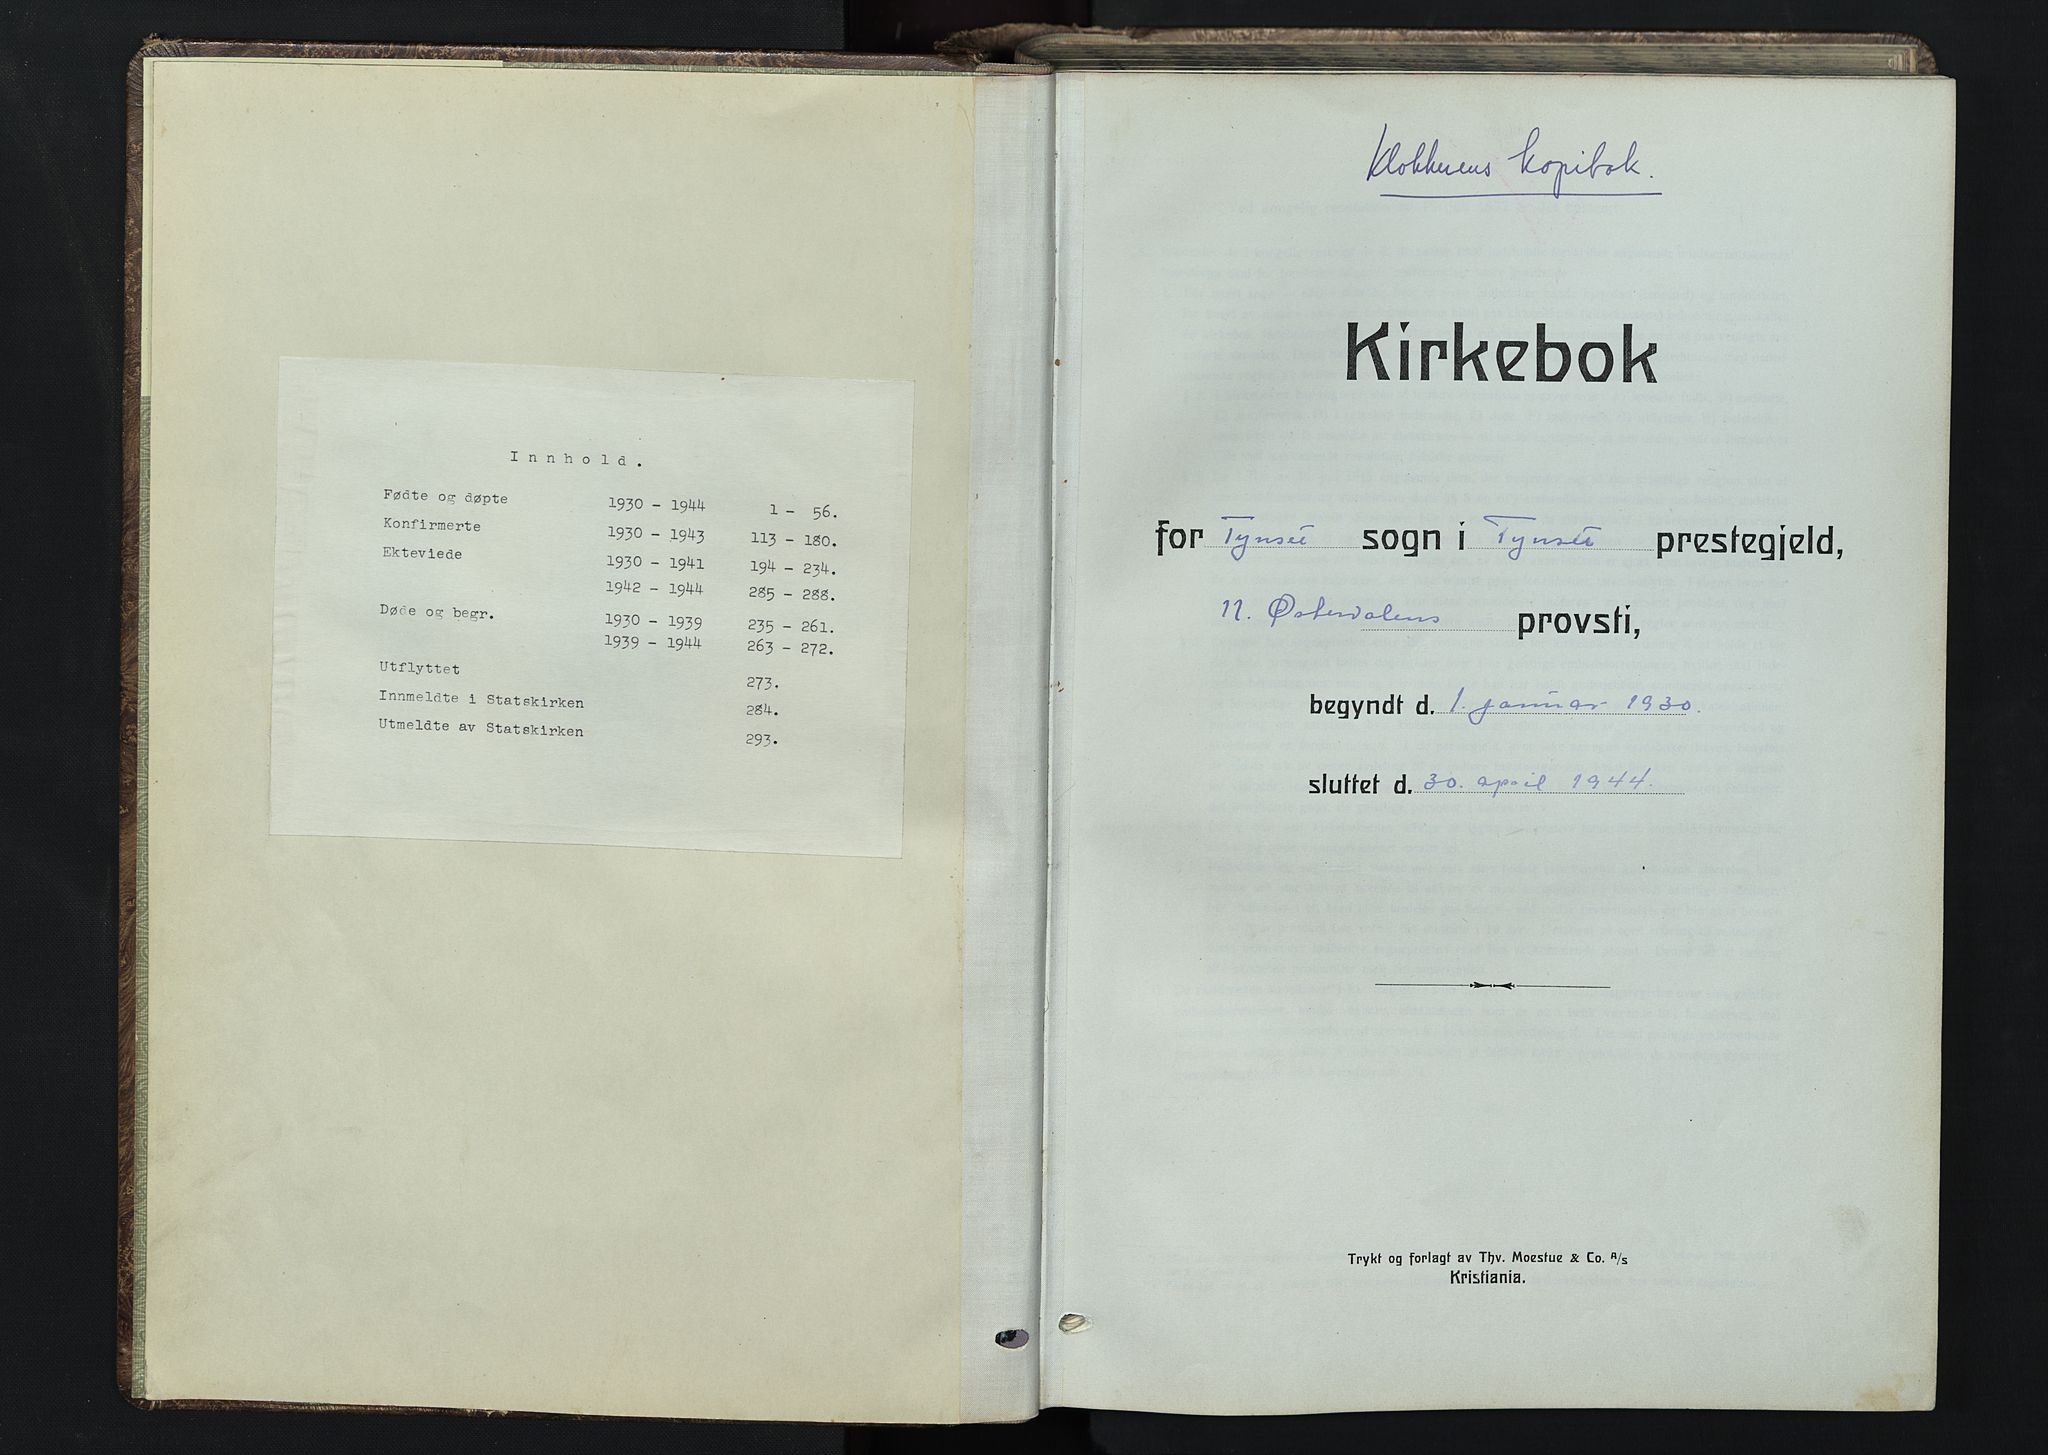 Innhold.
Fødte og døpte 1930 - 1944 1 - 56.
Konfirmerte 1930 - 1943 113 - 180.
Ekteviede 1930 - 1941 194 - 234.
1942 - 1944 285 - 288.
Døde og begr. 1930 - 1939 235 - 261.
1939 - 1944 263 - 272.
Utflyttet 273.
Innmeldte i Statskirken 284.
Utmeldte av Statskirken 293.
Klokkerens kopibok.
Kirkebok
for Tynset sogn i Tynset prestegjeld,
N. Østerdalens provsti,
begyndt d. 1. januar 1930.
sluttet d. 30. april 1944.
Trykt og forlagt av Thv. Moestue & Co. A/S
Kristiania.